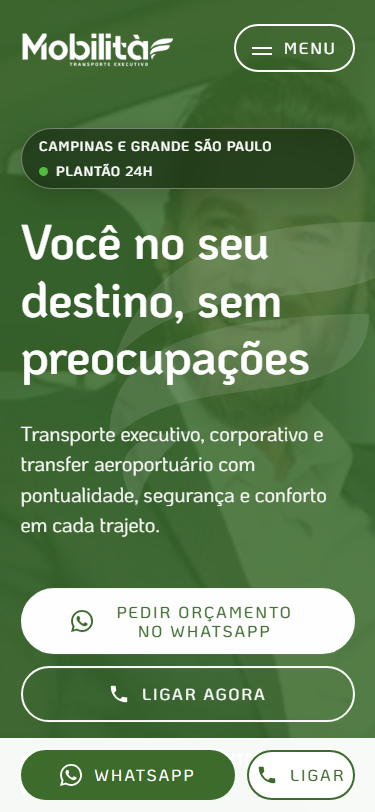 Mobilità
TRANSPORTE EXECUTIVO
MENU
CAMPINAS E GRANDE SÃO PAULO
PLANTÃO 24H
Você no seu
destino, sem
preocupações
Transporte executivo, corporativo e
transfer aeroportuário com
pontualidade, segurança e conforto
em cada trajeto.
PEDIR ORÇAMENTO
NO WHATSAPP
LIGAR AGORA
WHATSAPP
LIGAR